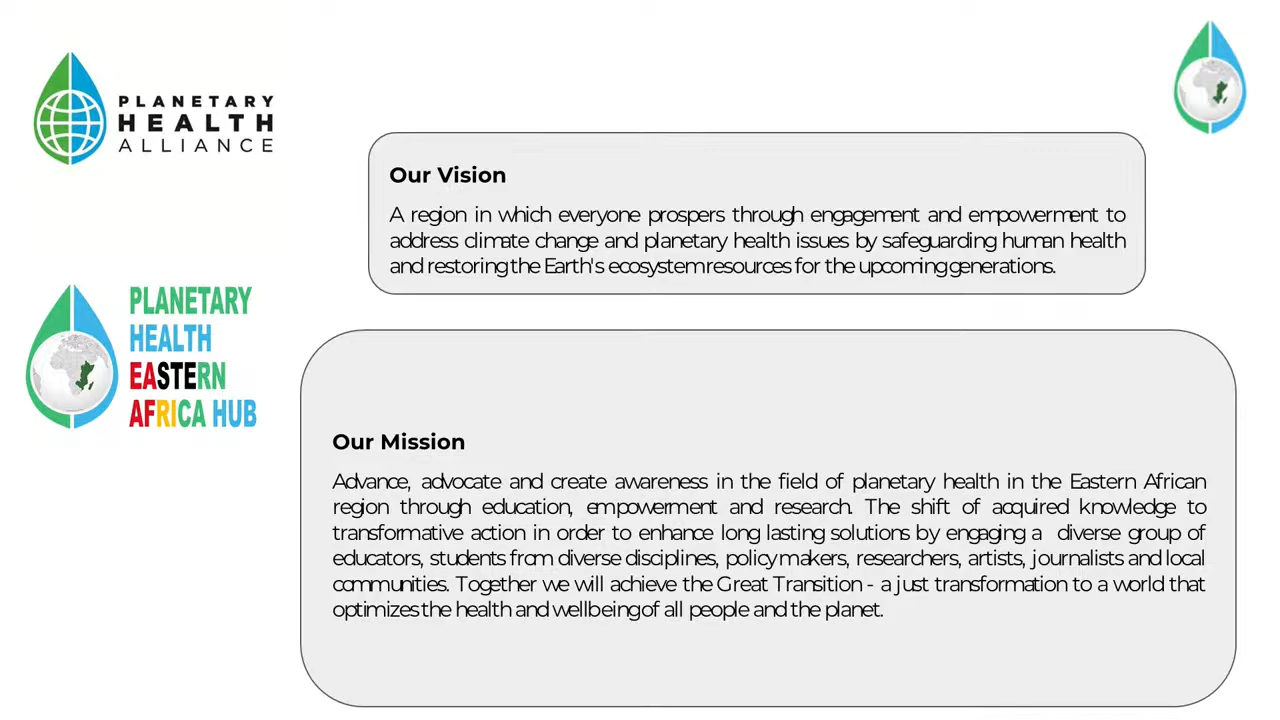 PLANETARY
HEALTH
ALLIANCE
Our Vision
A region in which everyone prospers through engagement and empowerment to
address climate change and planetary health issues by safeguarding human health
and restoring the Earth's ecosystem resources for the upcoming generations.
PLANETARY
HEALTH
EASTERN
AFRICA HUB
Our Mission
Advance, advocate and create awareness in the field of planetary health in the Eastern African
region through education, empowerment and research. The shift of acquired knowledge to
transformative action in order to enhance long lasting solutions by engaging a diverse group of
educators, students from diverse disciplines, policy makers, researchers, artists, journalists and local
communities. Together we will achieve the Great Transition - a just transformation to a world that
optimizes the health and wellbeing of all people and the planet.